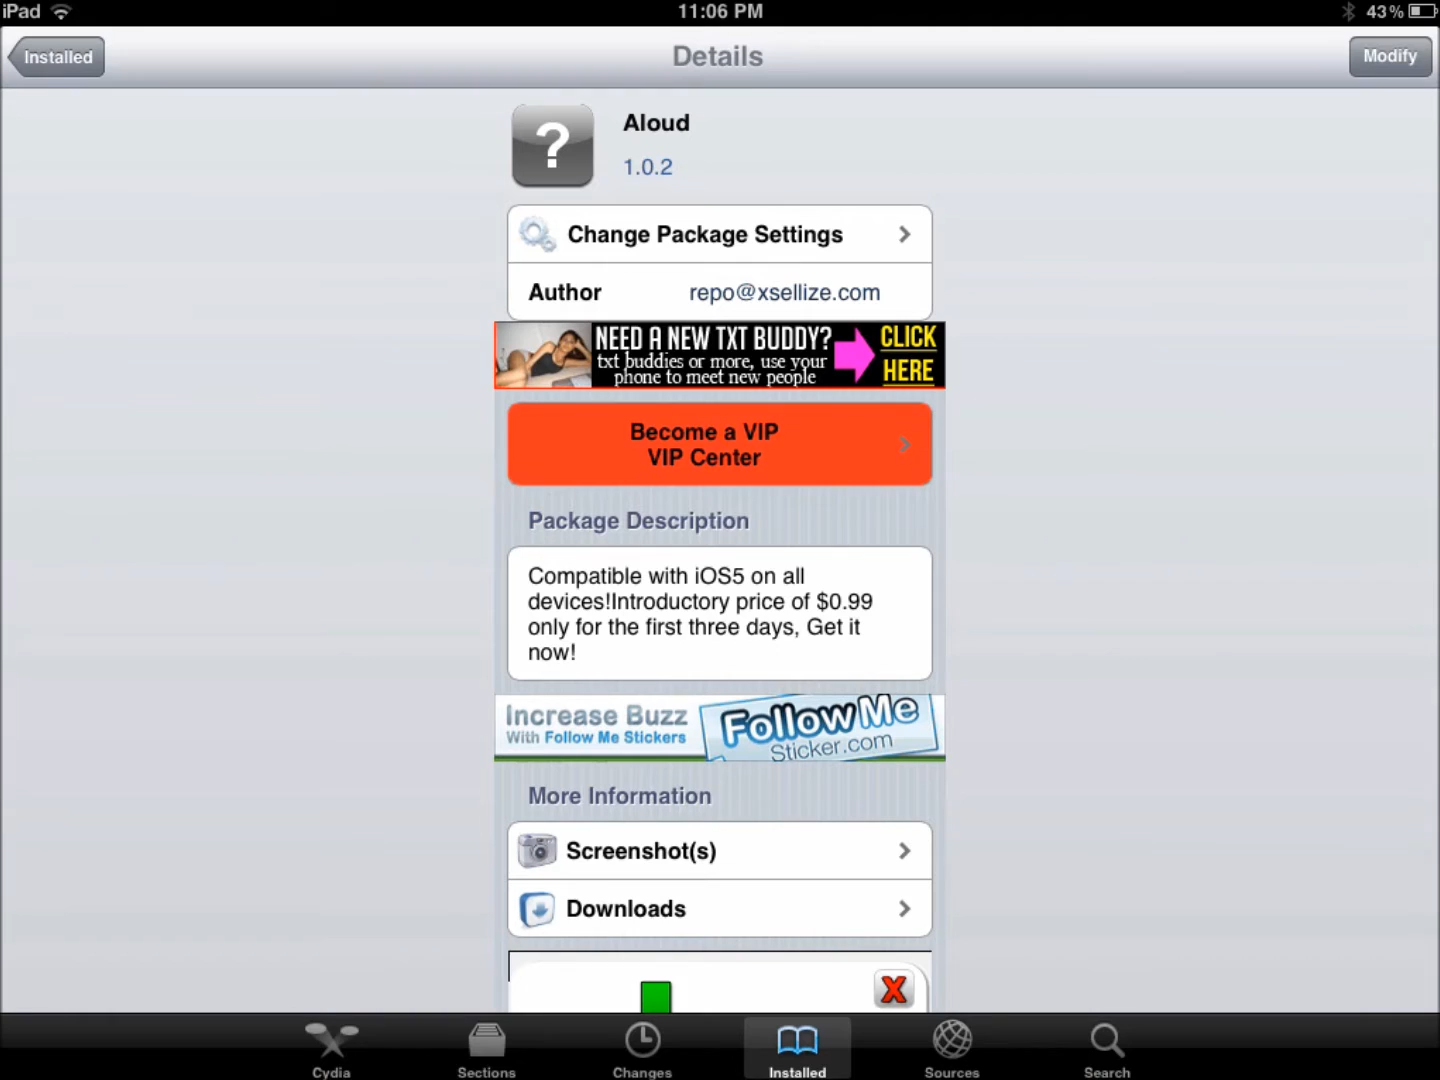 iPad
11:06 PM
43%
Installed
Details
Modify
?
Aloud
1.0.2
Change Package Settings
Author
repo@xsellize.com
NEED A NEW TXT BUDDY?
txt buddies or more, use your
phone to meet new people
CLICK
HERE
Become a VIP
VIP Center
Package Description
Compatible with iOS5 on all
devices!Introductory price of $0.99
only for the first three days, Get it
now!
Increase Buzz
With Follow Me Stickers
Follow Me
Sticker.com
More Information
Screenshot(s)
Downloads
X
Cydia
Sections
Changes
Installed
Sources
Search